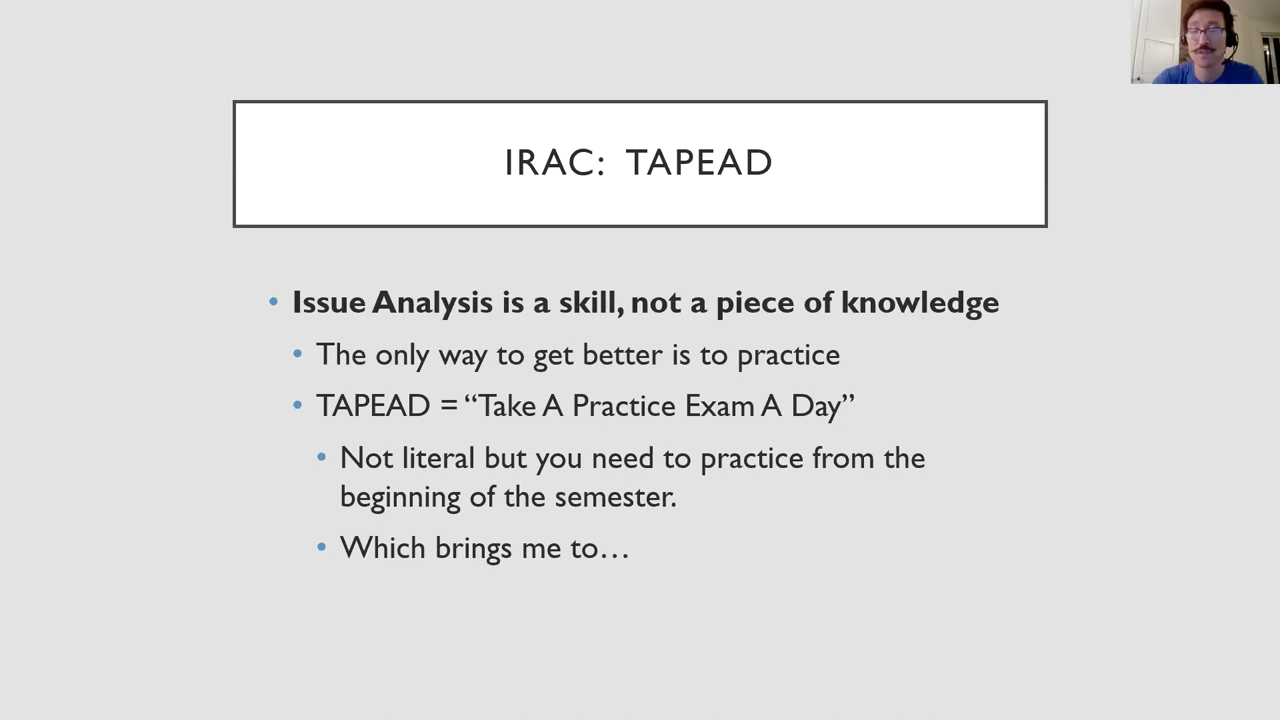 IRAC: TAPEAD
• Issue Analysis is a skill, not a piece of knowledge
• The only way to get better is to practice
• TAPEAD = “Take A Practice Exam A Day”
• Not literal but you need to practice from the
beginning of the semester.
• Which brings me to…